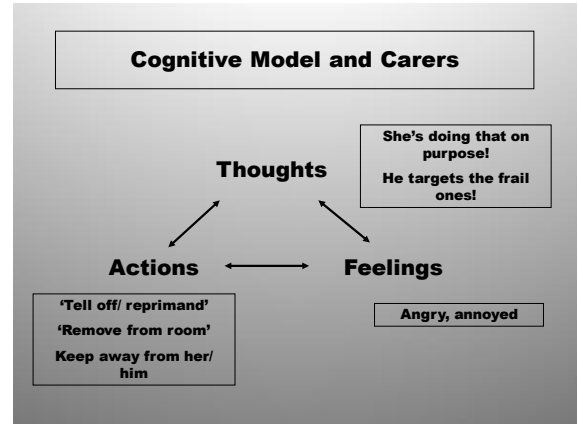 Cognitive Model and Carers
She’s doing that on
purpose!
He targets the frail
ones!
Thoughts
Actions
Feelings
‘Tell off/ reprimand’
‘Remove from room’
Keep away from her/
him
Angry, annoyed